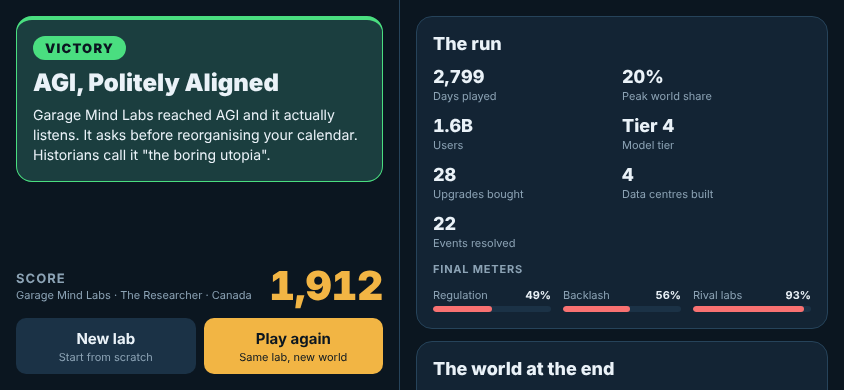 VICTORY
AGI, Politely Aligned
Garage Mind Labs reached AGI and it actually
listens. It asks before reorganising your calendar.
Historians call it "the boring utopia".
SCORE
Garage Mind Labs · The Researcher · Canada
1,912
New lab
Start from scratch
Play again
Same lab, new world
The run
2,799
Days played
20%
Peak world share
1.6B
Users
Tier 4
Model tier
28
Upgrades bought
4
Data centres built
22
Events resolved
FINAL METERS
Regulation 49%
Backlash 56%
Rival labs 93%
The world at the end